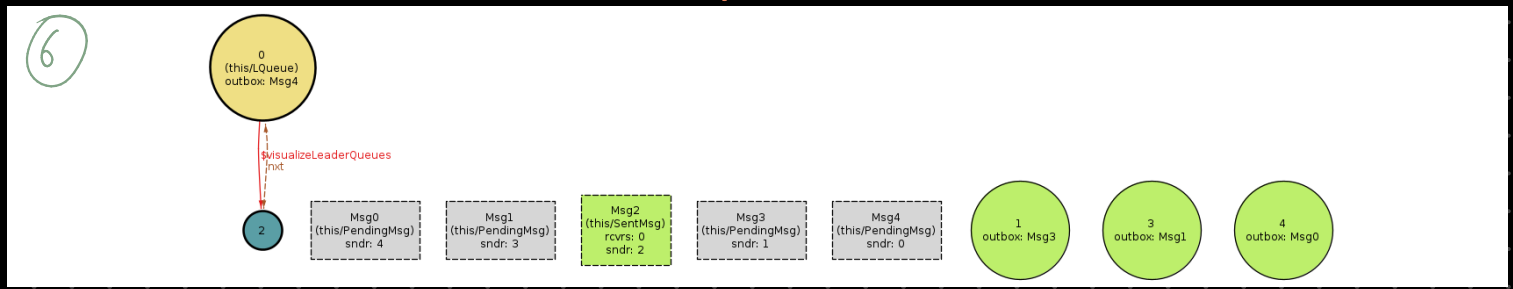 6
0
(this/LQueue)
outbox: Msg4
$visualizeLeaderQueues
nxt
2
Msg0
(this/PendingMsg)
sndr: 4
Msg1
(this/PendingMsg)
sndr: 3
Msg2
(this/SentMsg)
rcvrs: 0
sndr: 2
Msg3
(this/PendingMsg)
sndr: 1
Msg4
(this/PendingMsg)
sndr: 0
1
outbox: Msg3
3
outbox: Msg1
4
outbox: Msg0